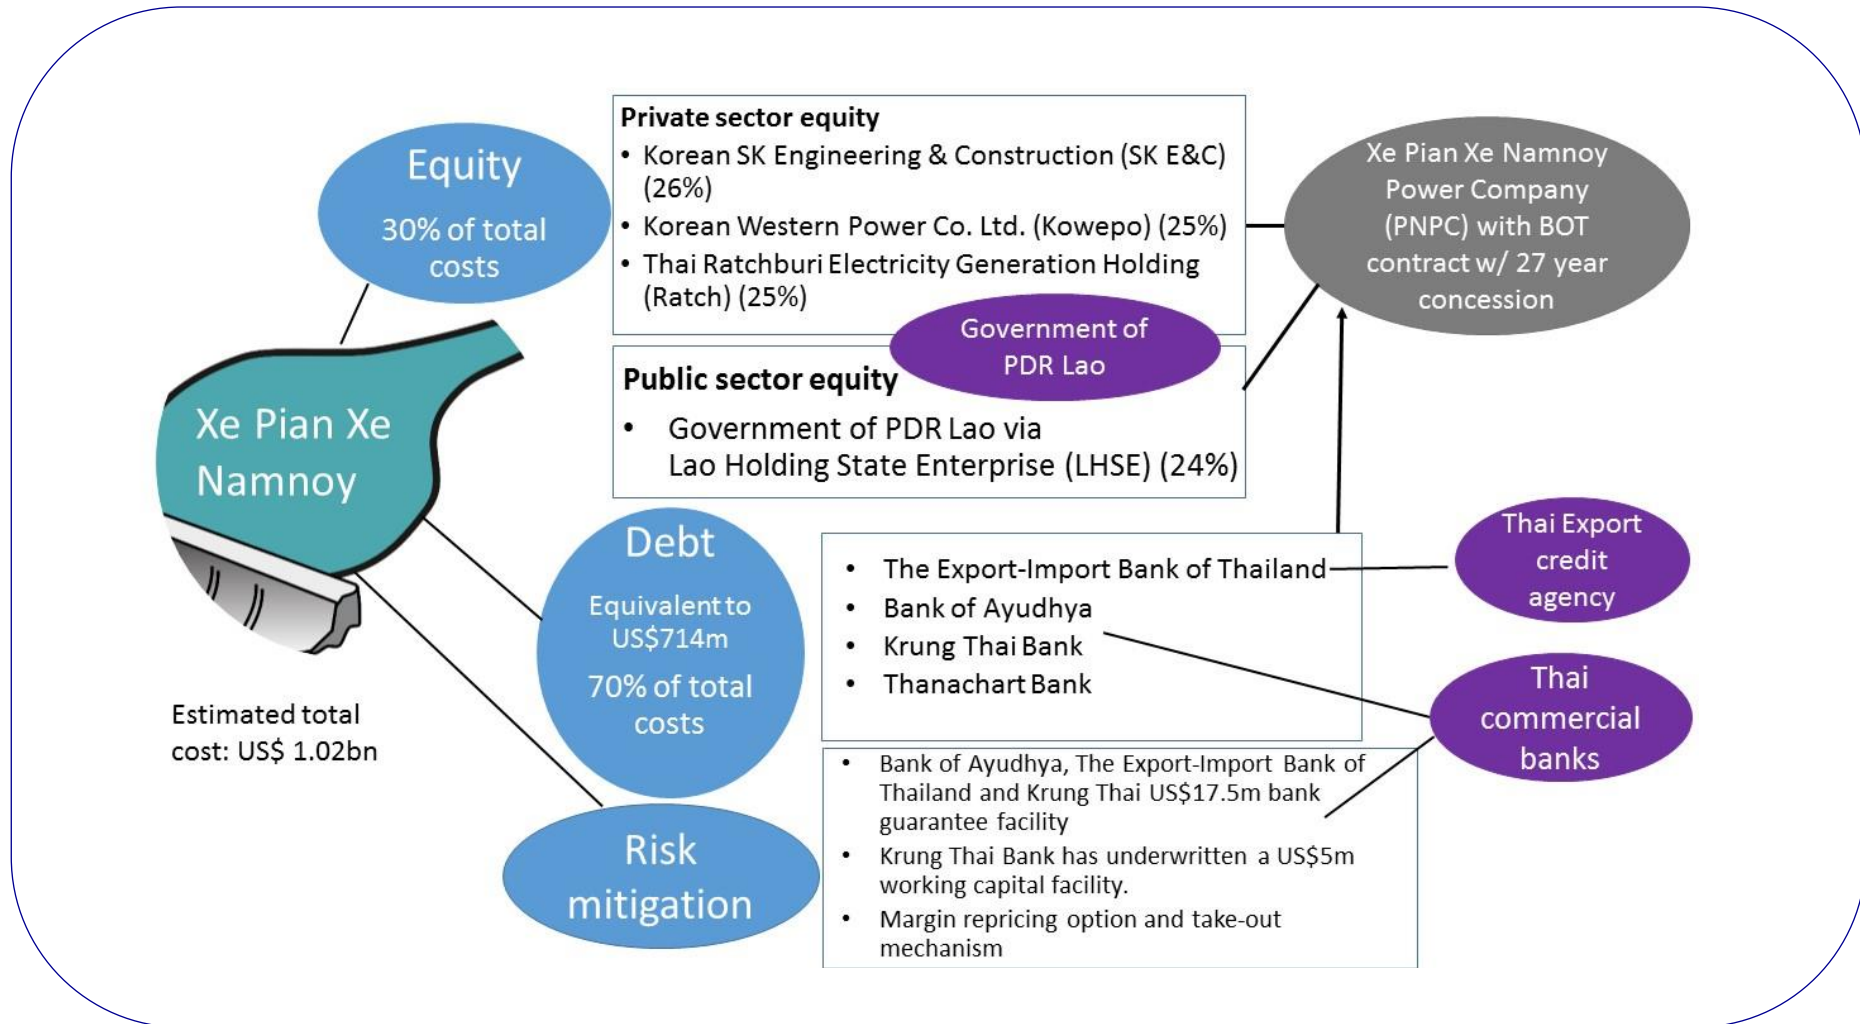 Equity
30% of total
costs
Private sector equity
• Korean SK Engineering & Construction (SK E&C)
(26%)
• Korean Western Power Co. Ltd. (Kowepo) (25%)
• Thai Ratchburi Electricity Generation Holding
(Ratch) (25%)
Xe Pian Xe Namnoy
Power Company
(PNPC) with BOT
contract w/ 27 year
concession
Government of
PDR Lao
Public sector equity
• Government of PDR Lao via
Lao Holding State Enterprise (LHSE) (24%)
Xe Pian Xe
Namnoy
Estimated total
cost: US$ 1.02bn
Debt
Equivalent to
US$714m
70% of total
costs
• The Export-Import Bank of Thailand
• Bank of Ayudhya
• Krung Thai Bank
• Thanachart Bank
Thai Export
credit
agency
Thai
commercial
banks
Risk
mitigation
• Bank of Ayudhya, The Export-Import Bank of
Thailand and Krung Thai US$17.5m bank
guarantee facility
• Krung Thai Bank has underwritten a US$5m
working capital facility.
• Margin repricing option and take-out
mechanism